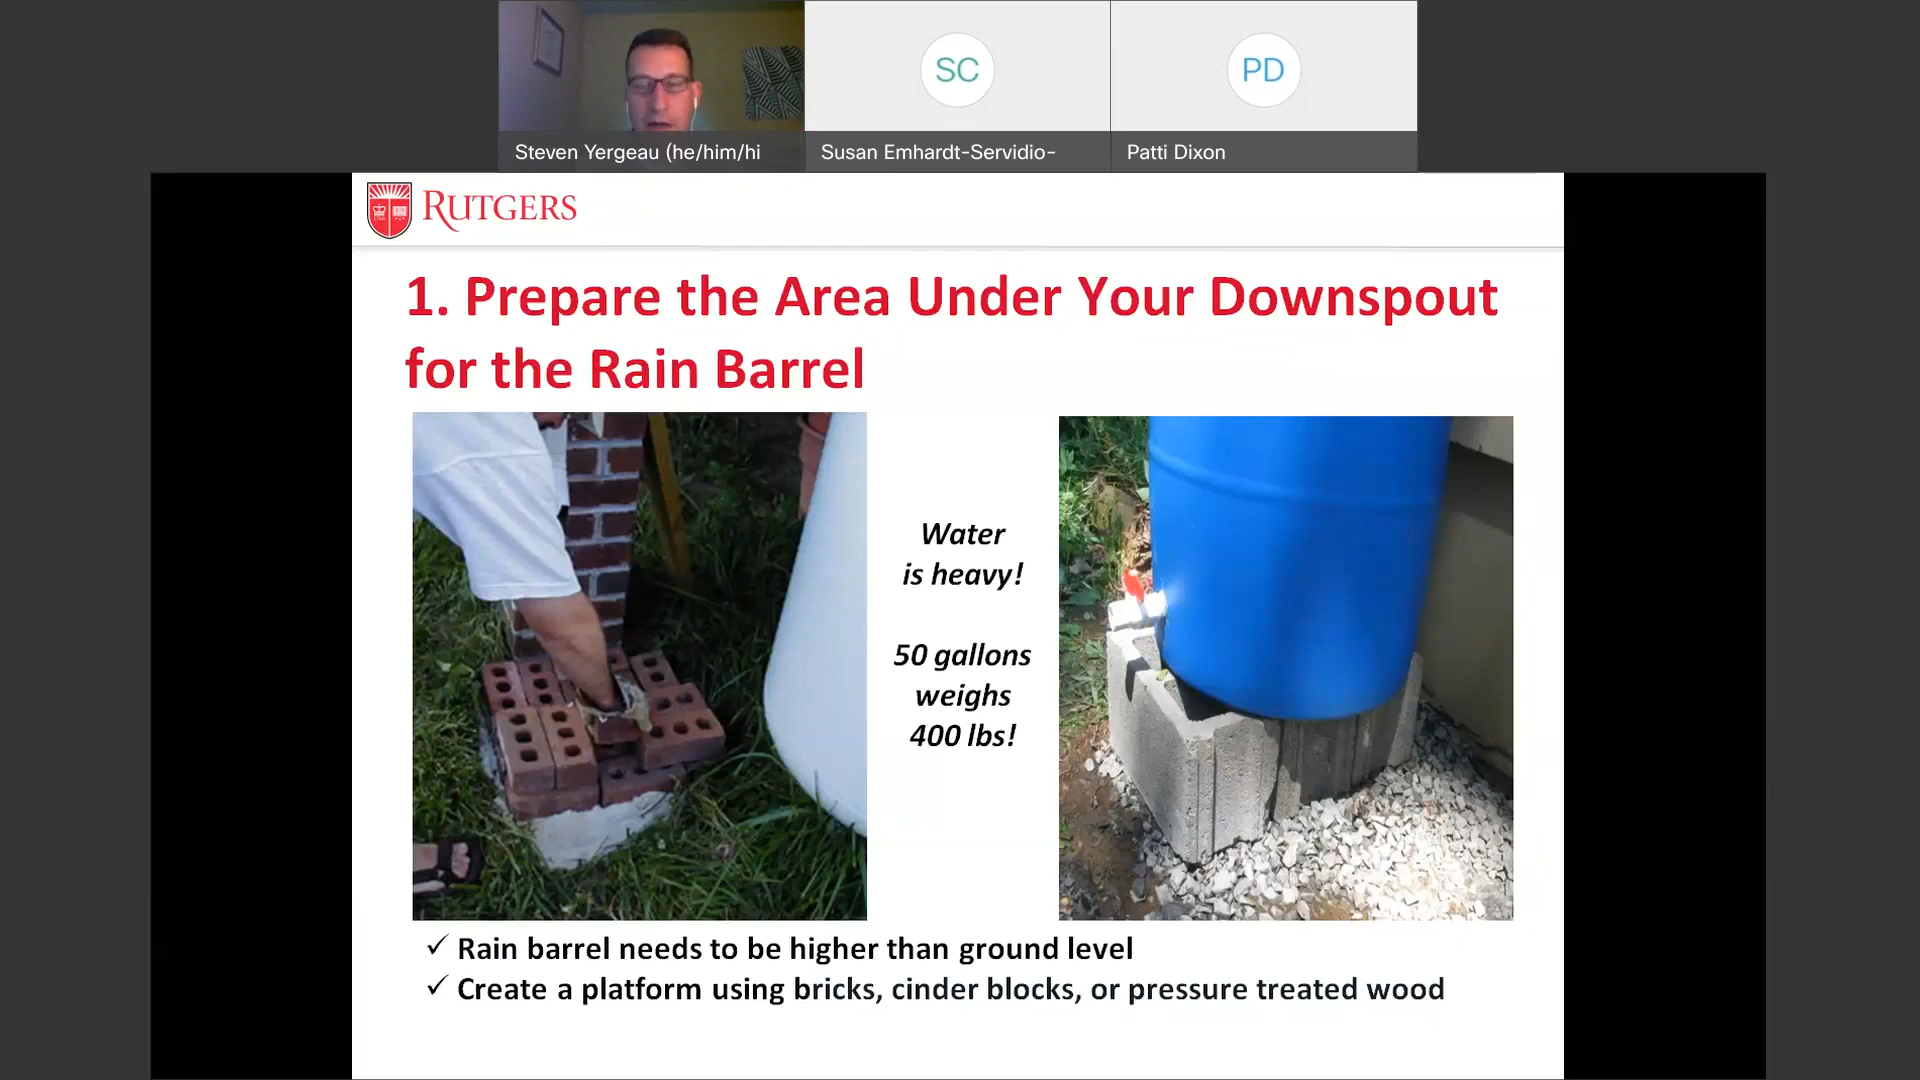 SC
PD
Steven Yergeau (he/him/hi
Susan Emhardt-Servidio-
Patti Dixon
RUTGERS
1. Prepare the Area Under Your Downspout
for the Rain Barrel
Water
is heavy!
50 gallons
weighs
400 lbs!
✓ Rain barrel needs to be higher than ground level
✓ Create a platform using bricks, cinder blocks, or pressure treated wood